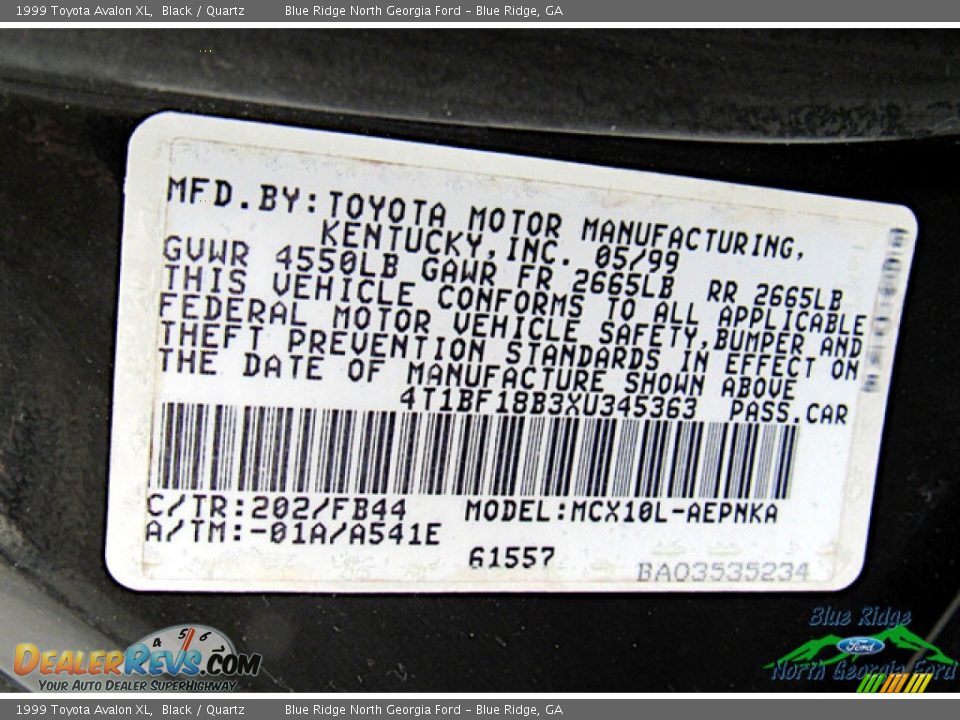 1999 Toyota Avalon XL, Black / Quartz Blue Ridge North Georgia Ford - Blue Ridge, GA
MFD.BY:TOYOTA MOTOR MANUFACTURING,
KENTUCKY,INC. 05/99
GVWR 4550LB GAWR FR 2665LB RR 2665LB
THIS VEHICLE CONFORMS TO ALL APPLICABLE
FEDERAL MOTOR VEHICLE SAFETY,BUMPER AND
THEFT PREVENTION STANDARDS IN EFFECT ON
THE DATE OF MANUFACTURE SHOWN ABOVE
4T1BF18B3XU345363 PASS.CAR
C/TR:202/FB44 MODEL:MCX10L-AEPNKA
A/TM:-01A/A541E
61557
BA03535234
Blue Ridge
Ford
North Georgia Ford
4 5 6
DEALERREVS.COM
YOUR AUTO DEALER SUPERHIGHWAY
1999 Toyota Avalon XL, Black / Quartz Blue Ridge North Georgia Ford - Blue Ridge, GA